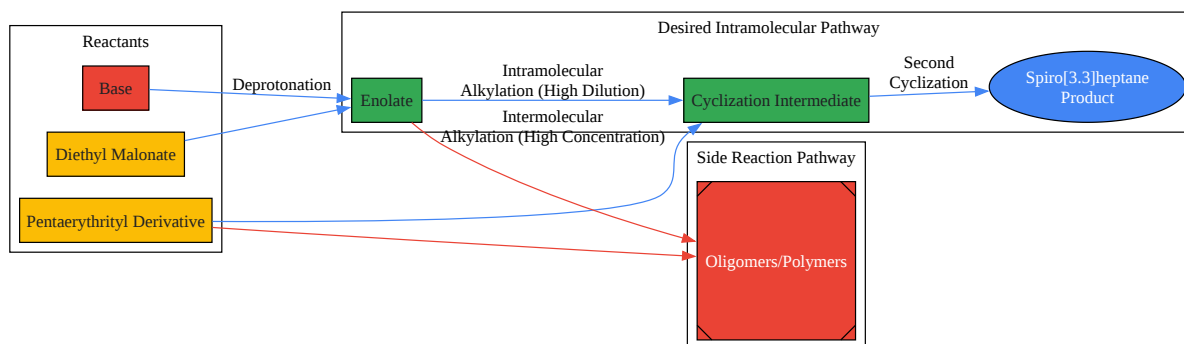 Reactants
Base
Diethyl Malonate
Pentaerythrityl Derivative
Deprotonation
Desired Intramolecular Pathway
Enolate
Intramolecular
Alkylation (High Dilution)
Intermolecular
Alkylation (High Concentration)
Cyclization Intermediate
Second
Cyclization
Spiro[3.3]heptane
Product
Side Reaction Pathway
Oligomers/Polymers